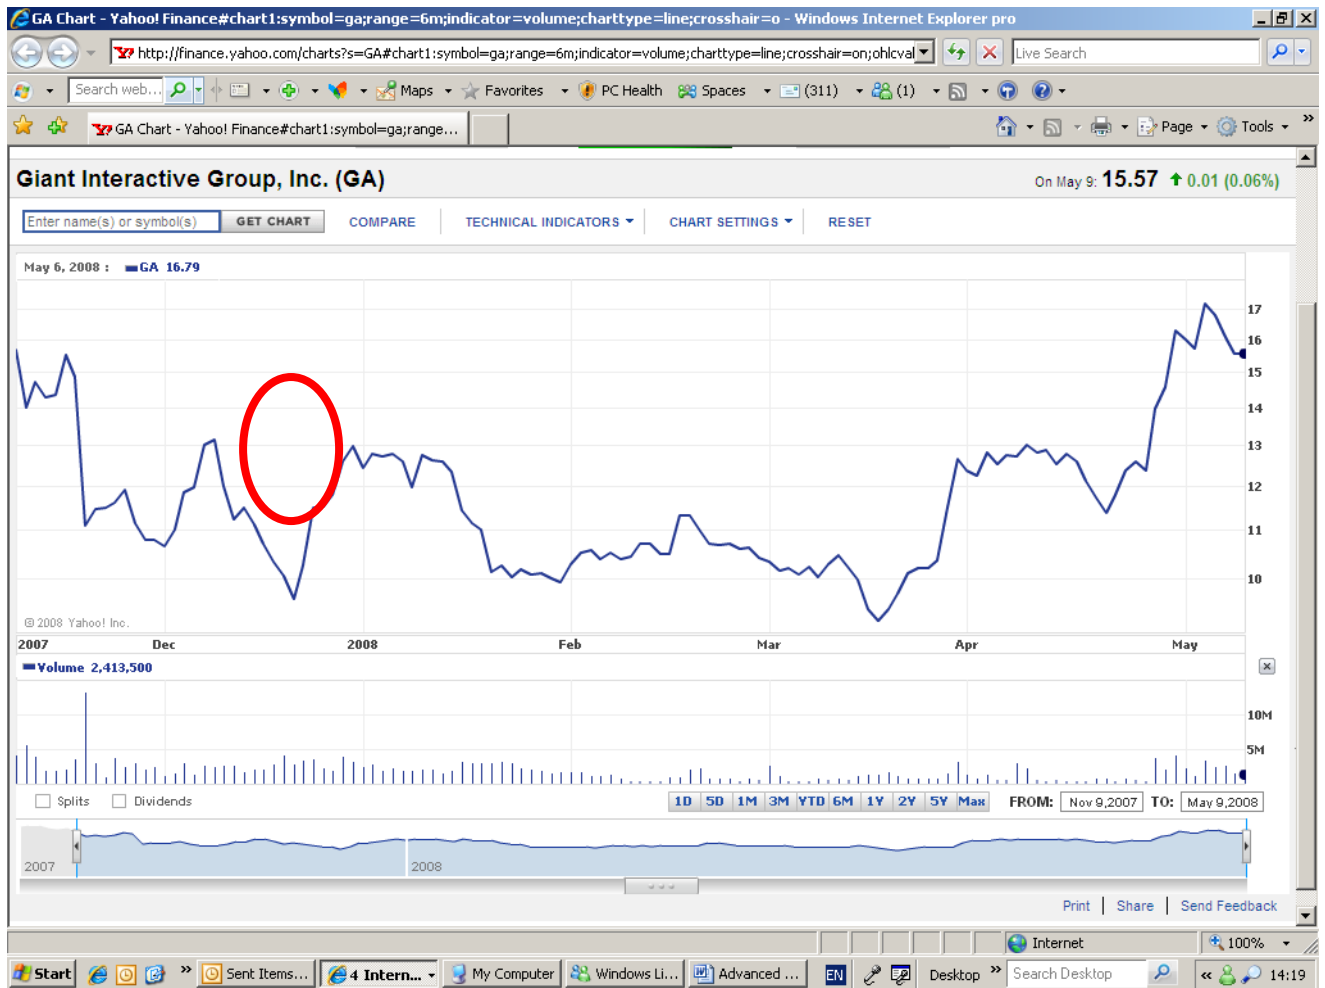 GA Chart - Yahoo! Finance#chart1:symbol=ga;range=6m;indicator=volume;charttype=line;crosshair=o - Windows Internet Explorer pro
http://finance.yahoo.com/charts?s=GA#chart1:symbol=ga;range=6m;indicator=volume;charttype=line;crosshair=on;ohlcval
Live Search
Search web... Maps Favorites PC Health Spaces (311) (1)
GA Chart - Yahoo! Finance#chart1:symbol=ga;range... Page Tools
Giant Interactive Group, Inc. (GA) On May 9: 15.57 0.01 (0.06%)
Enter name(s) or symbol(s) GET CHART COMPARE TECHNICAL INDICATORS CHART SETTINGS RESET
May 6, 2008 : GA 16.79
17
16
15
14
13
12
11
10
© 2008 Yahoo! Inc.
2007 Dec 2008 Feb Mar Apr May
Volume 2,413,500
10M
5M
Splits Dividends 1D 5D 1M 3M YTD 6M 1Y 2Y 5Y Max FROM: Nov 9,2007 TO: May 9,2008
2007 2008
Print | Share | Send Feedback
Internet 100%
Start » Sent Items... 4 Intern... My Computer Windows Li... Advanced ... EN Desktop » Search Desktop « 14:19